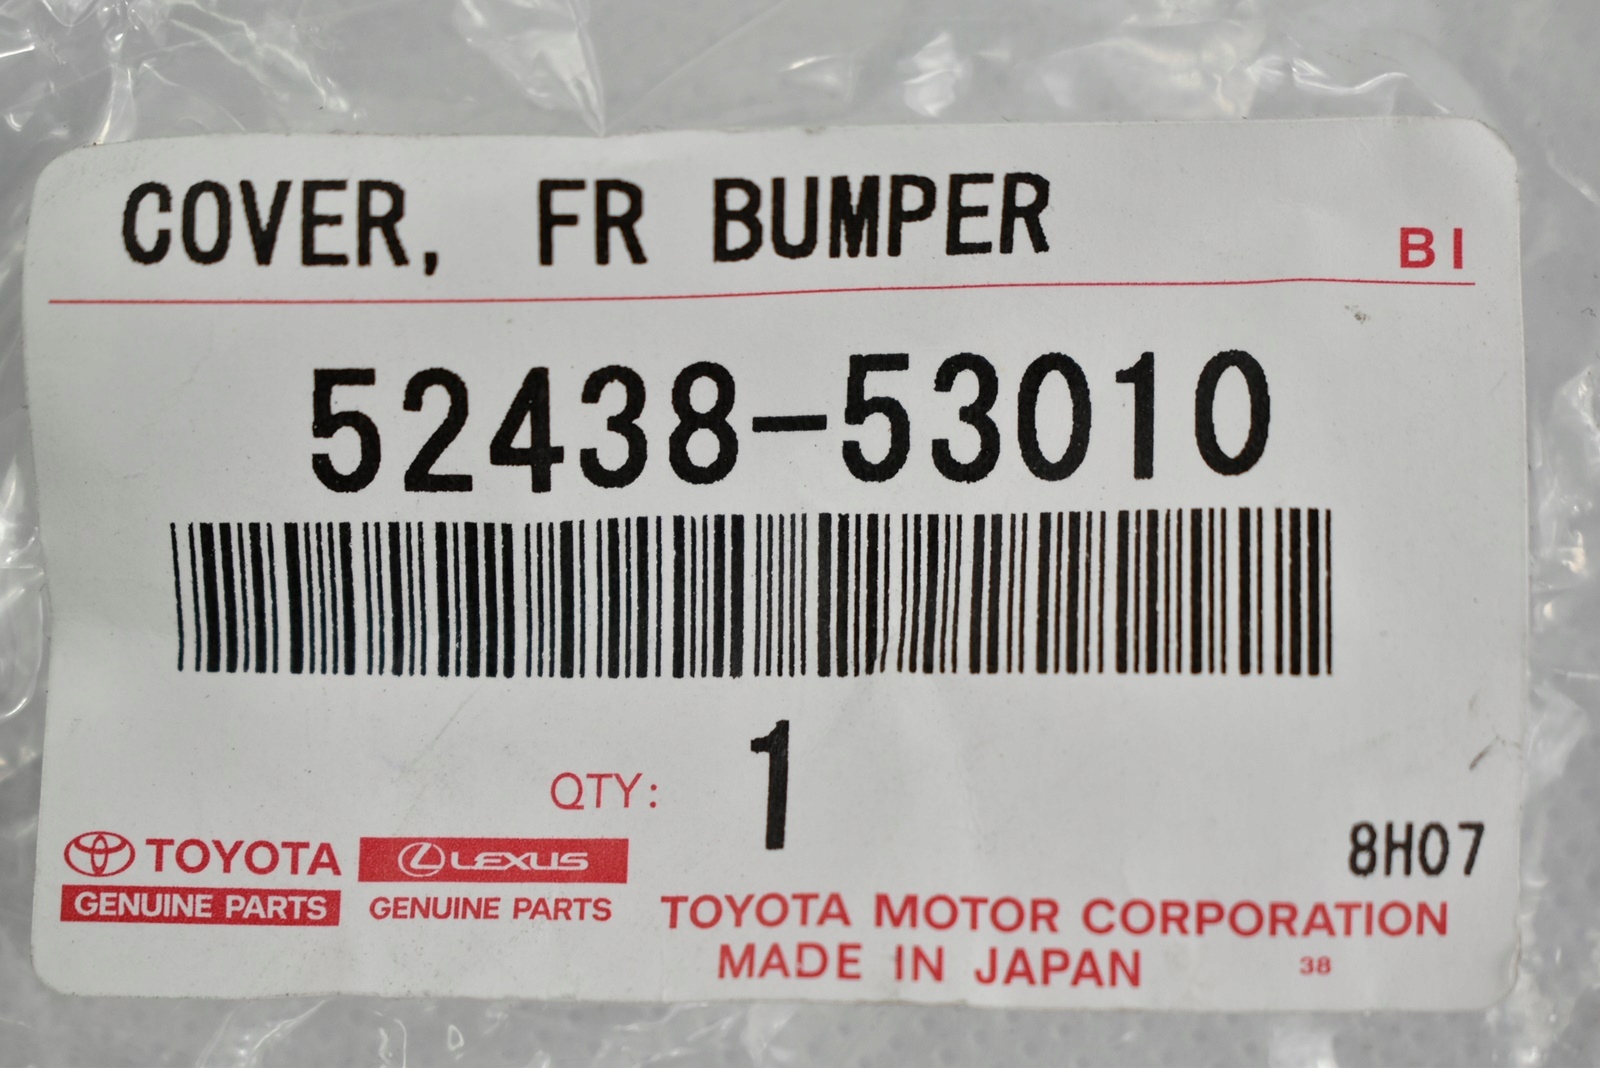 COVER, FR BUMPER
BI
52438-53010
QTY: 1
8H07
TOYOTA
GENUINE PARTS
LEXUS
GENUINE PARTS
TOYOTA MOTOR CORPORATION
MADE IN JAPAN
38